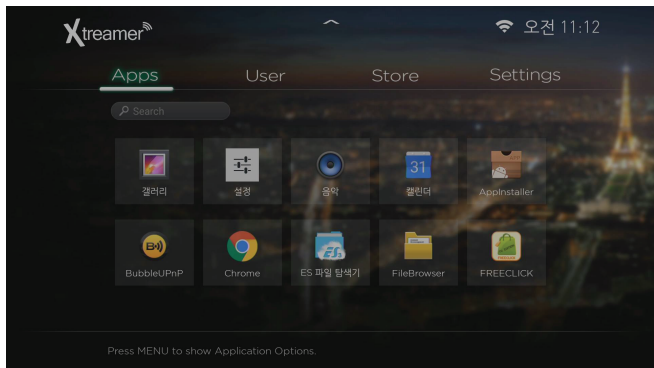 Xtreamer
오전 11:12
Apps User Store Settings
Search
갤러리 설정 음악 캘린더 AppInstaller
31
BubbleUPnP Chrome ES 파일 탐색기 FileBrowser FREECLICK
Press MENU to show Application Options.